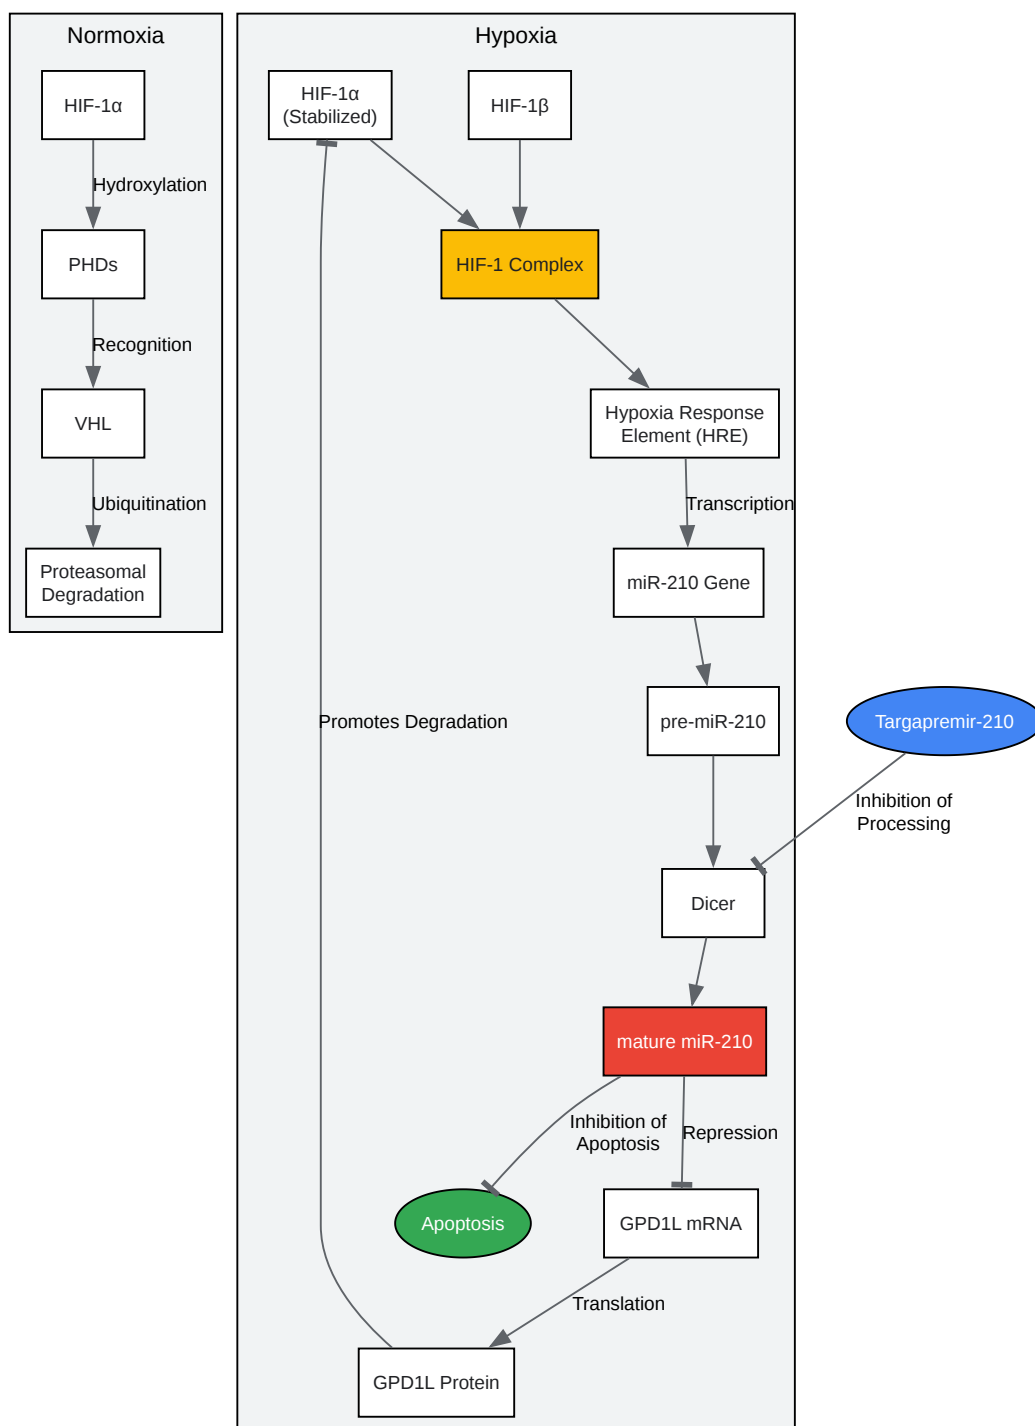 Normoxia
HIF-1α
Hydroxylation
PHDs
Recognition
VHL
Ubiquitination
Proteasomal
Degradation
Hypoxia
HIF-1α
(Stabilized)
HIF-1β
HIF-1 Complex
Hypoxia Response
Element (HRE)
Transcription
miR-210 Gene
pre-miR-210
Targapremir-210
Promotes Degradation
Inhibition of
Processing
Dicer
mature miR-210
Inhibition of
Apoptosis
Repression
Apoptosis
GPD1L mRNA
Translation
GPD1L Protein